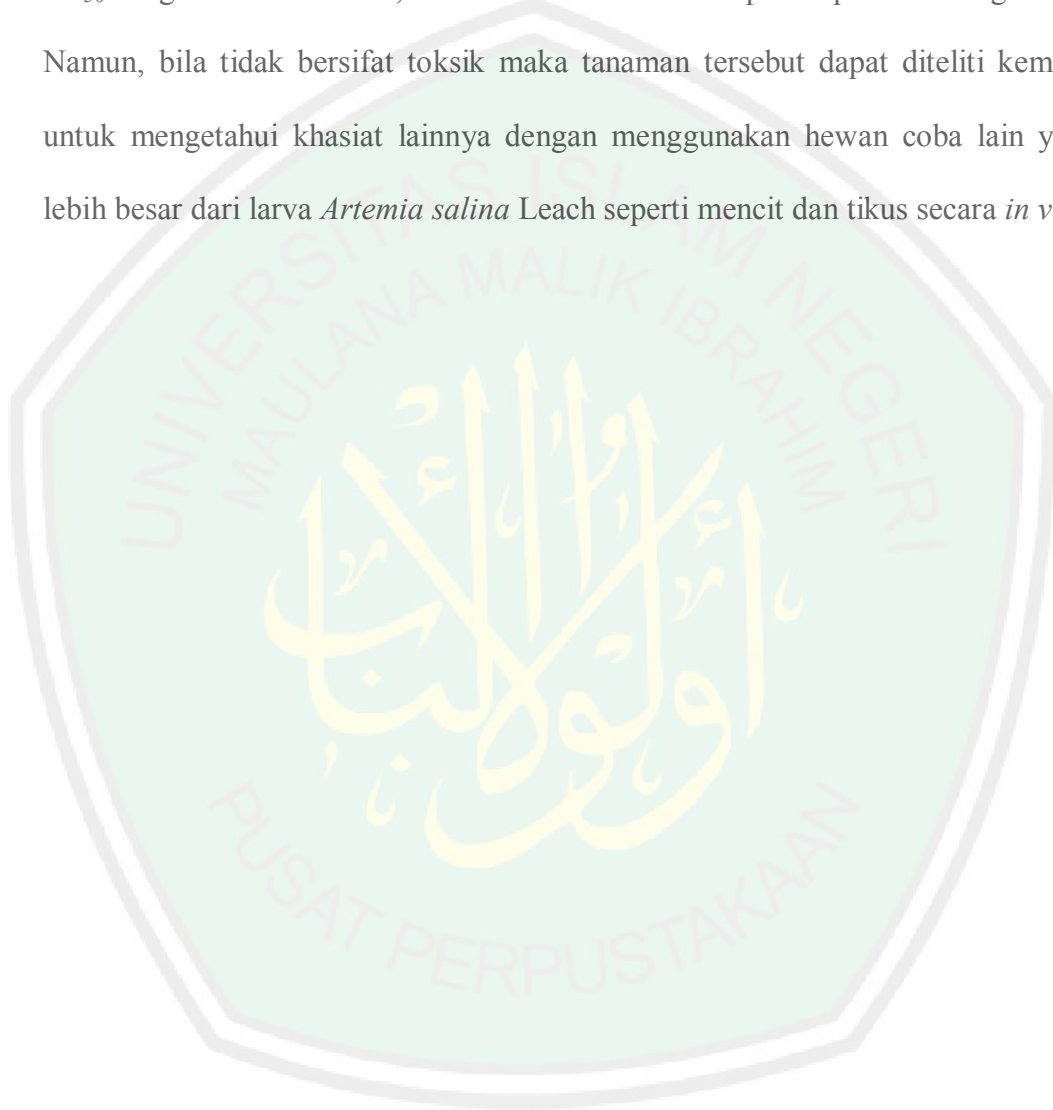 Namun, bila tidak bersifat toksik maka tanaman tersebut dapat diteliti kem
untuk mengetahui khasiat lainnya dengan menggunakan hewan coba lain y
lebih besar dari larva Artemia salina Leach seperti mencit dan tikus secara in v
UNIVERSITAS ISLAM NEGERI
MAULANA MALIK IBRAHIM
أولوا الألباب
PUSAT PERPUSTAKAAN